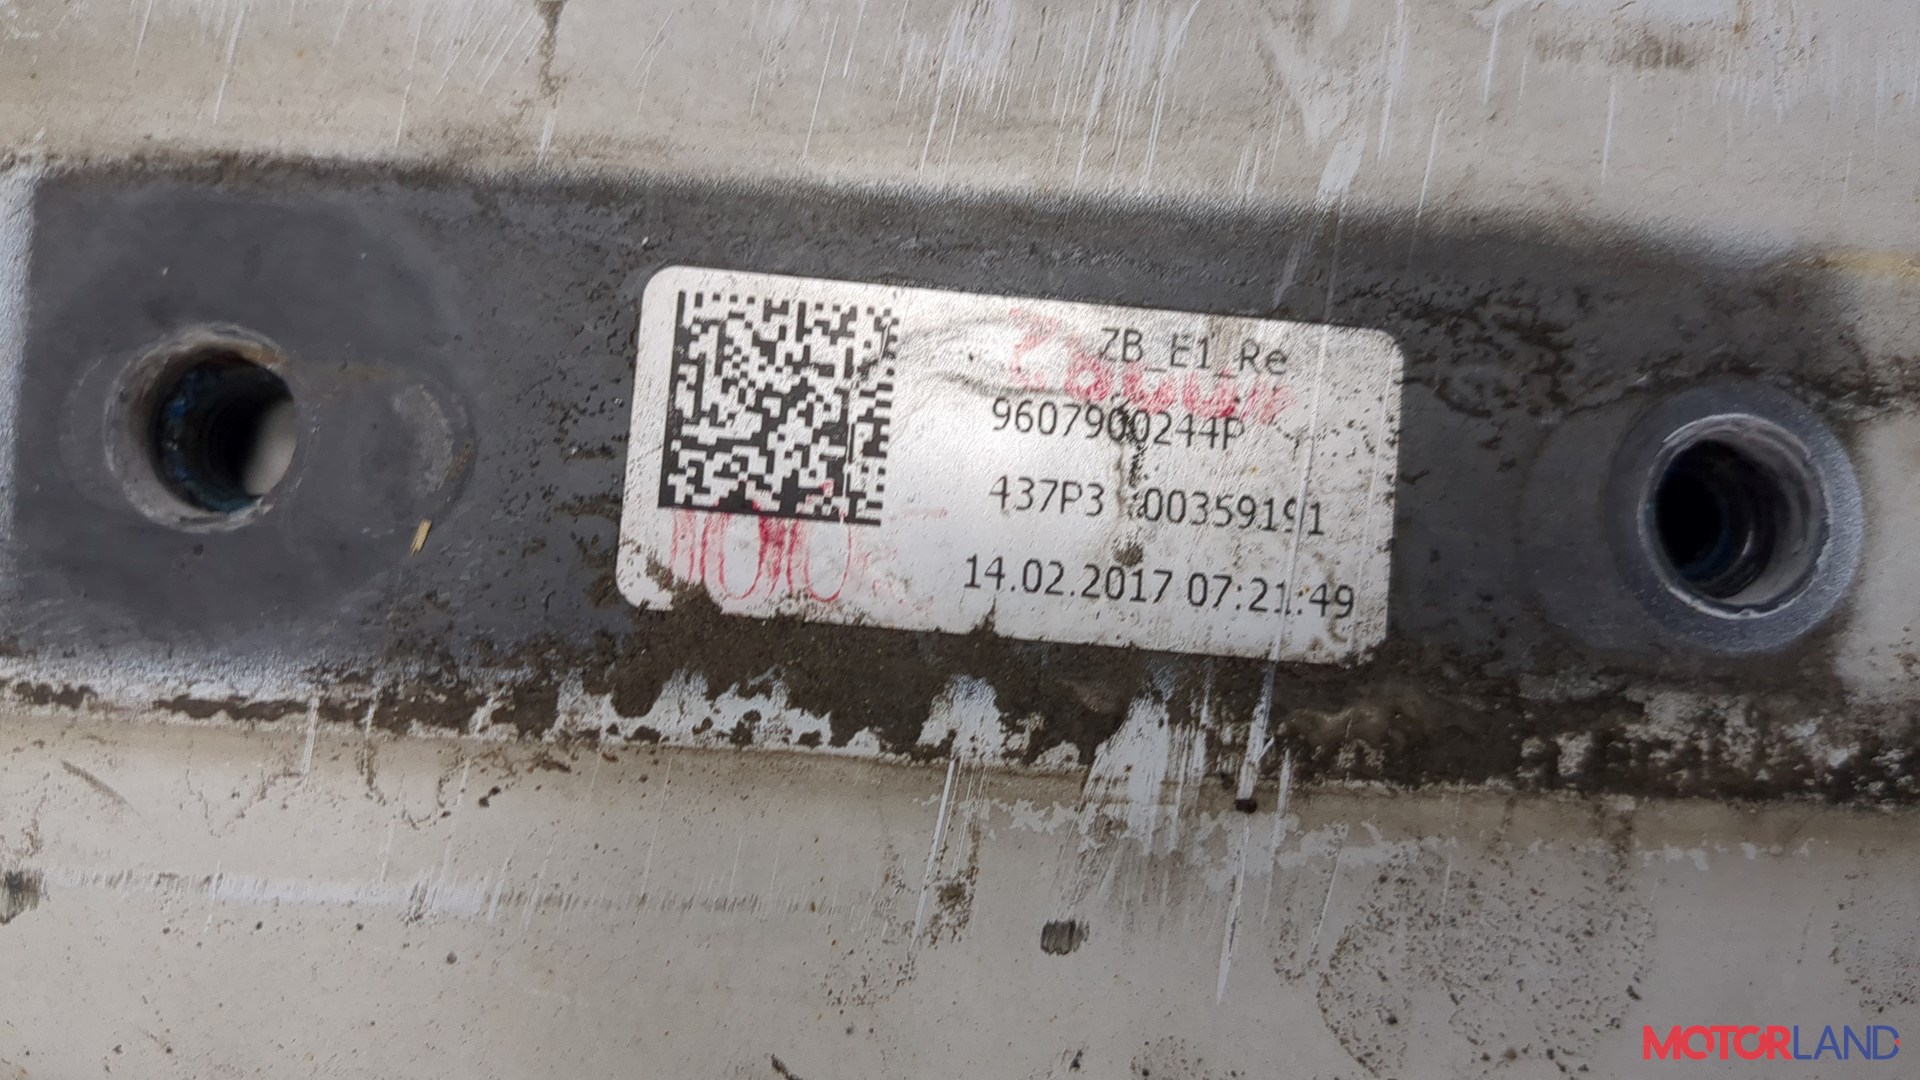 ZB_E1_Re
9607900244P
437P3 00359191
14.02.2017 07:21:49
MOTORLAND